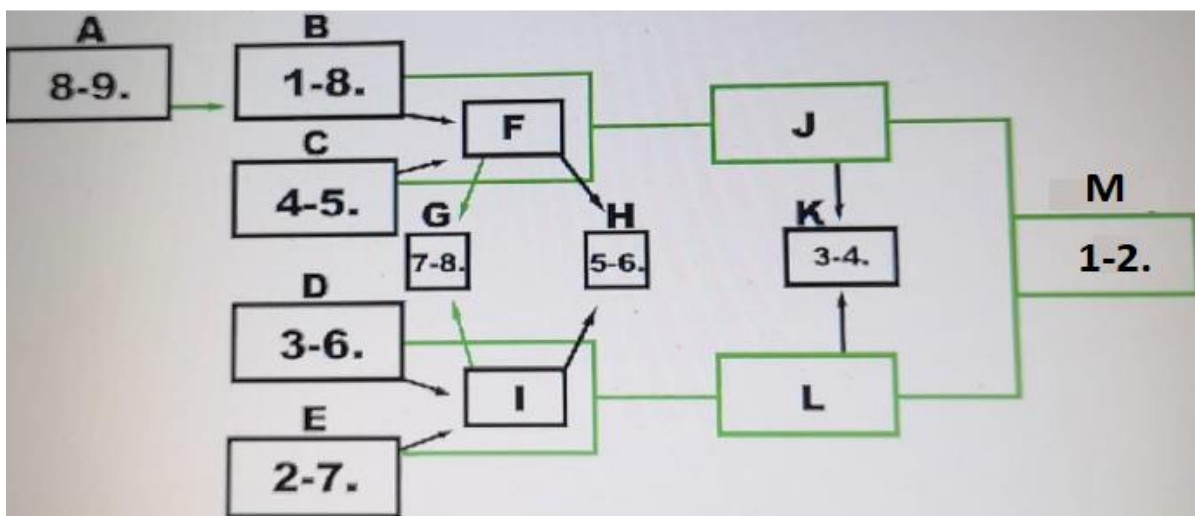 A
8-9.
B
1-8.
C
4-5.
F
G
7-8.
H
5-6.
D
3-6.
E
2-7.
I
J
K
3-4.
L
M
1-2.